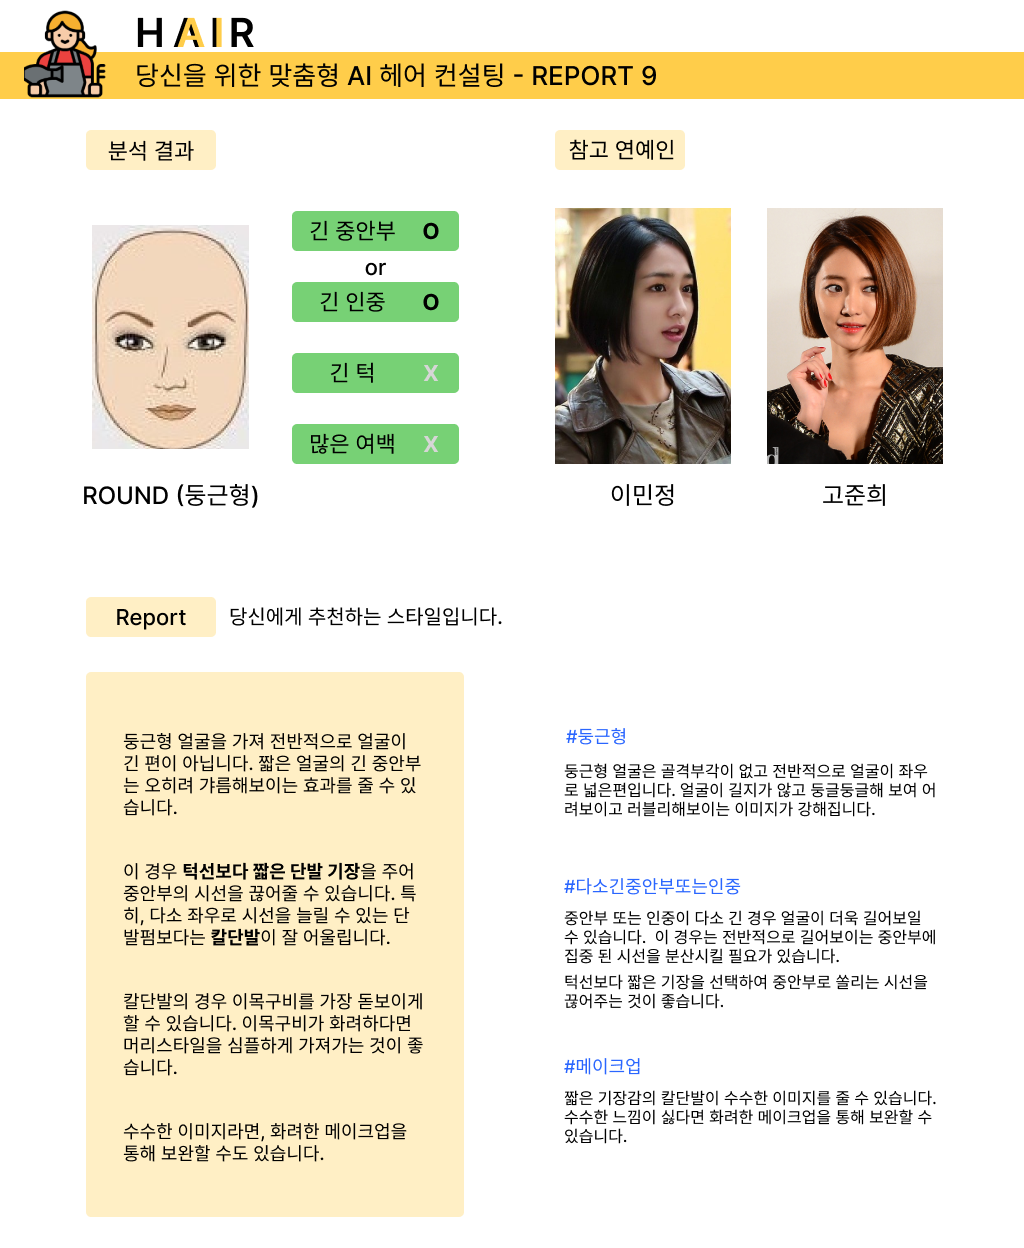 HAIR
당신을 위한 맞춤형 AI 헤어 컨설팅 - REPORT 9
분석 결과
참고 연예인
긴 중안부 O
or
긴 인중 O
긴 턱 X
많은 여백 X
ROUND (둥근형)
d
이민정
고준희
Report
당신에게 추천하는 스타일입니다.
둥근형 얼굴을 가져 전반적으로 얼굴이
긴 편이 아닙니다. 짧은 얼굴의 긴 중안부
는 오히려 갸름해보이는 효과를 줄 수 있
습니다.
이 경우 턱선보다 짧은 단발 기장을 주어
중안부의 시선을 끊어줄 수 있습니다. 특
히, 다소 좌우로 시선을 늘릴 수 있는 단
발펌보다는 칼단발이 잘 어울립니다.
칼단발의 경우 이목구비를 가장 돋보이게
할 수 있습니다. 이목구비가 화려하다면
머리스타일을 심플하게 가져가는 것이 좋
습니다.
수수한 이미지라면, 화려한 메이크업을
통해 보완할 수도 있습니다.
#둥근형
둥근형 얼굴은 골격부각이 없고 전반적으로 얼굴이 좌우
로 넓은편입니다. 얼굴이 길지가 않고 둥글둥글해 보여 어
려보이고 러블리해보이는 이미지가 강해집니다.
#다소긴중안부또는인중
중안부 또는 인중이 다소 긴 경우 얼굴이 더욱 길어보일
수 있습니다.  이 경우는 전반적으로 길어보이는 중안부에
집중 된 시선을 분산시킬 필요가 있습니다.
턱선보다 짧은 기장을 선택하여 중안부로 쏠리는 시선을
끊어주는 것이 좋습니다.
#메이크업
짧은 기장감의 칼단발이 수수한 이미지를 줄 수 있습니다.
수수한 느낌이 싫다면 화려한 메이크업을 통해 보완할 수
있습니다.